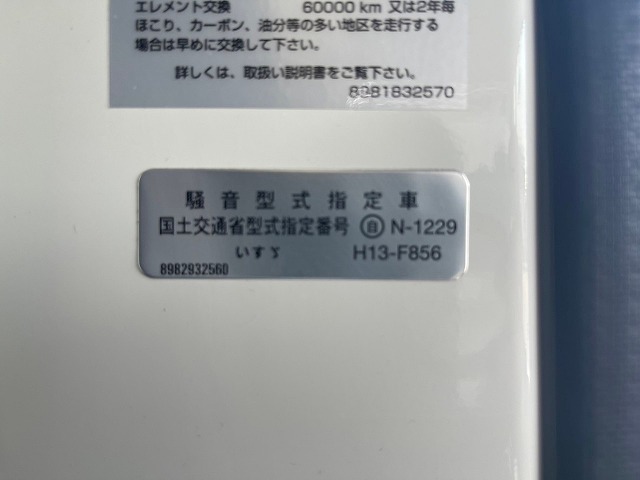 エレメント交換 60000 km 又は2年毎
ほこり、カーボン、油分等の多い地区を走行する
場合は早めに交換して下さい。
詳しくは、取扱い説明書をご覧下さい。
8981832570
騒音型式指定車
国土交通省型式指定番号 自 N-1229
いすゞ H13-F856
8982932560